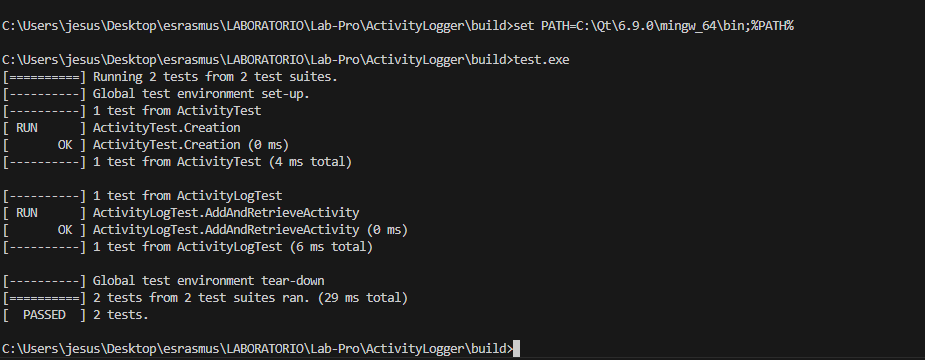 C:\Users\jesus\Desktop\esrasmus\LABORATORIO\Lab-Pro\ActivityLogger\build>set PATH=C:\Qt\6.9.0\mingw_64\bin;%PATH%
C:\Users\jesus\Desktop\esrasmus\LABORATORIO\Lab-Pro\ActivityLogger\build>test.exe
[==========] Running 2 tests from 2 test suites.
[----------] Global test environment set-up.
[----------] 1 test from ActivityTest
[ RUN      ] ActivityTest.Creation
[       OK ] ActivityTest.Creation (0 ms)
[----------] 1 test from ActivityTest (4 ms total)
[----------] 1 test from ActivityLogTest
[ RUN      ] ActivityLogTest.AddAndRetrieveActivity
[       OK ] ActivityLogTest.AddAndRetrieveActivity (0 ms)
[----------] 1 test from ActivityLogTest (6 ms total)
[----------] Global test environment tear-down
[==========] 2 tests from 2 test suites ran. (29 ms total)
[  PASSED  ] 2 tests.
C:\Users\jesus\Desktop\esrasmus\LABORATORIO\Lab-Pro\ActivityLogger\build>